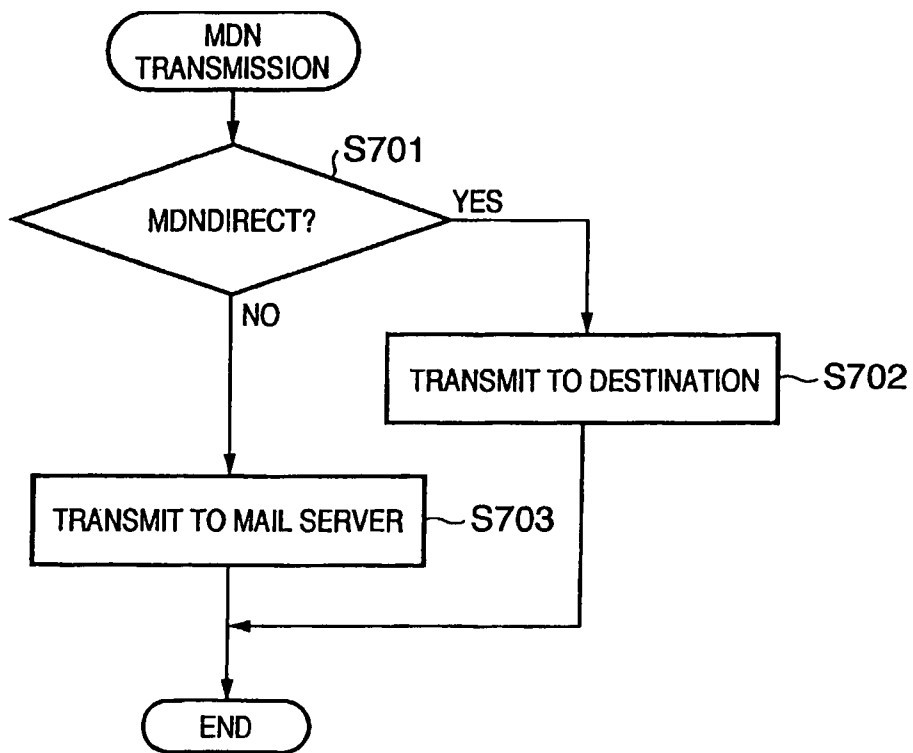 MDN
TRANSMISSION
S701
MDNDIRECT?
YES
NO
TRANSMIT TO DESTINATION
S702
TRANSMIT TO MAIL SERVER
S703
END